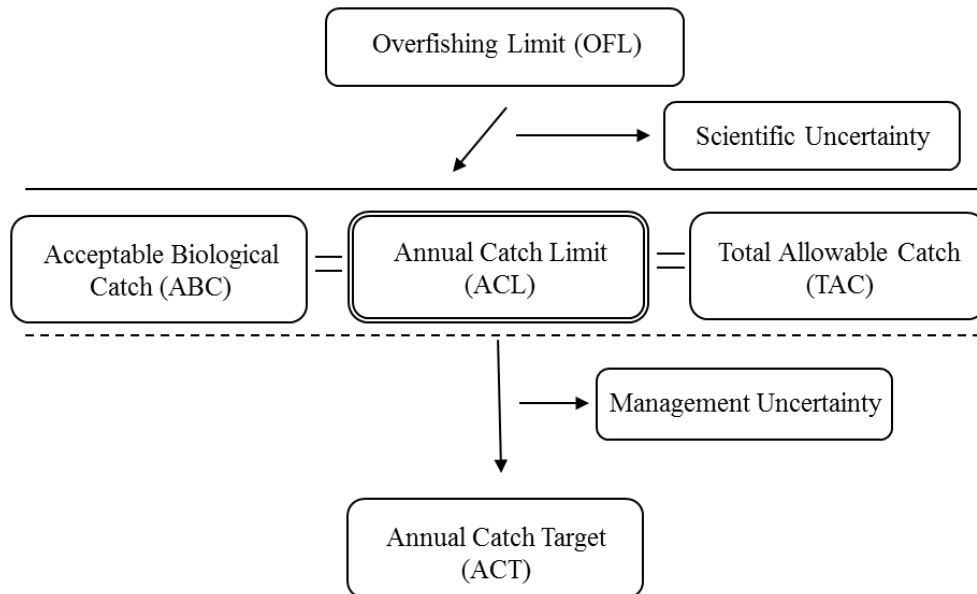 Overfishing Limit (OFL)
Scientific Uncertainty
Acceptable Biological
Catch (ABC)
=
Annual Catch Limit
(ACL)
=
Total Allowable Catch
(TAC)
Management Uncertainty
Annual Catch Target
(ACT)